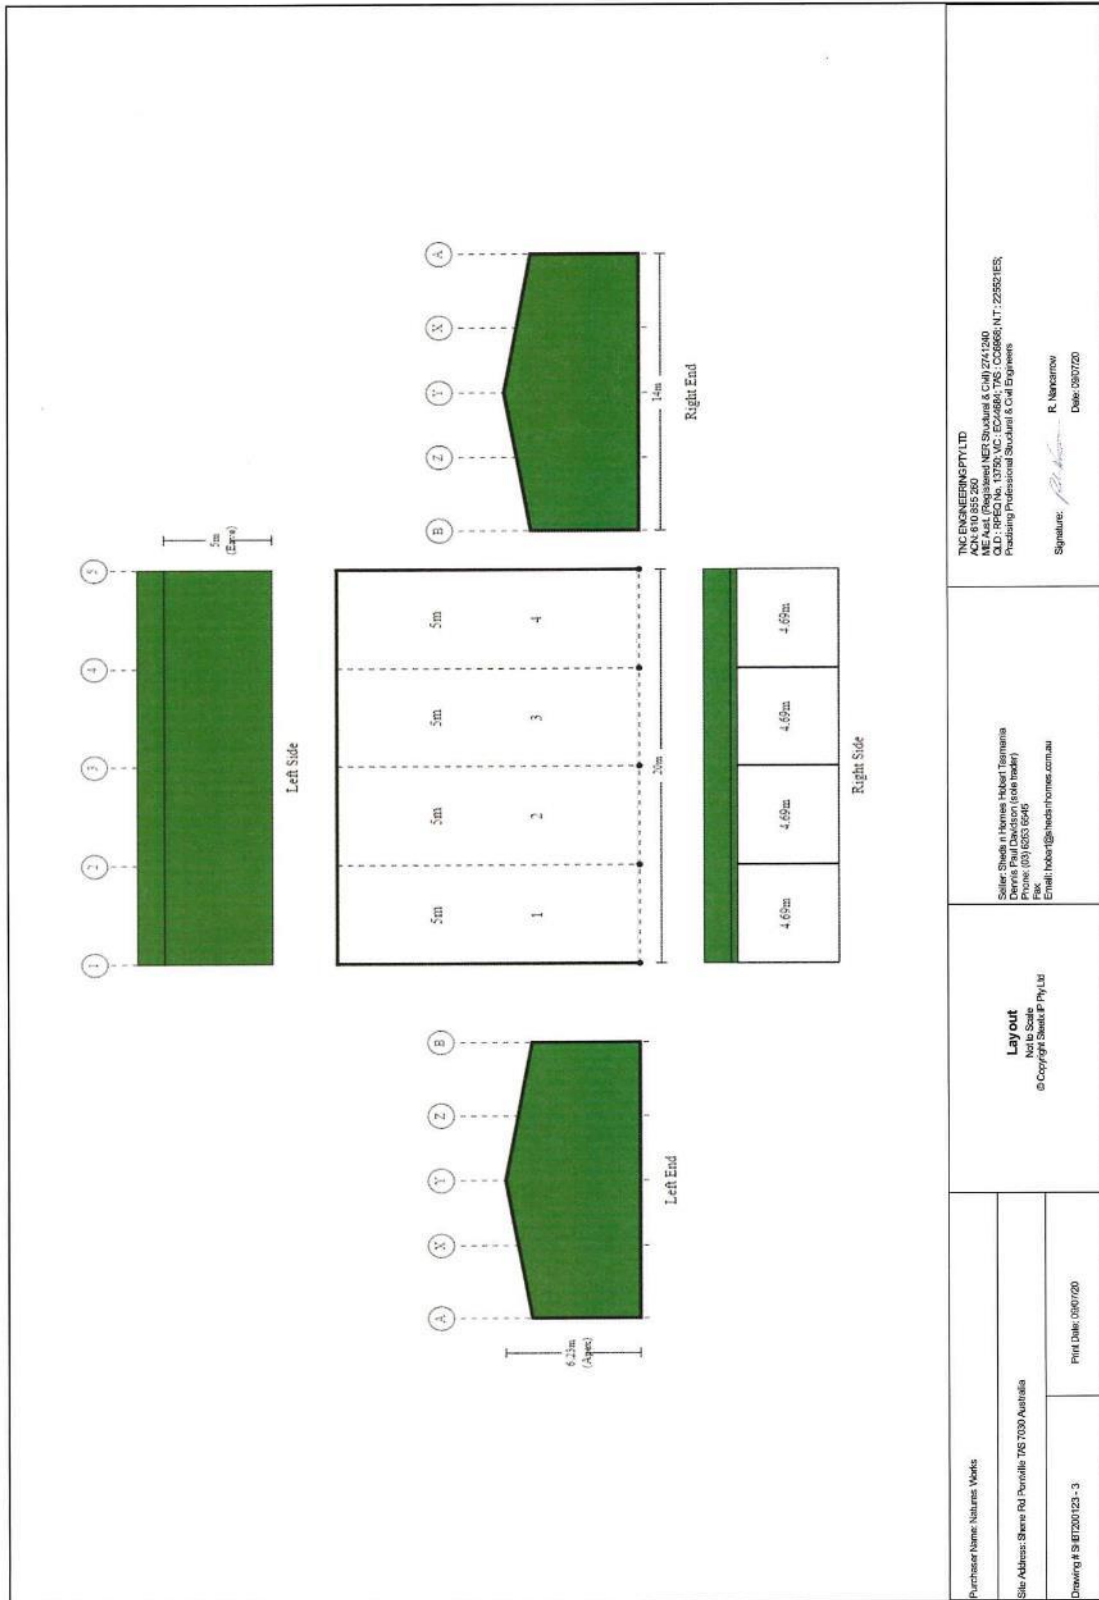 1
2
3
4
5
5m
(Eave)
Left Side
A
X
Y
Z
B
6.23m
(Apex)
Left End
5m
5m
5m
5m
1
2
3
4
20m
B
Z
Y
X
A
14m
Right End
4.69m
4.69m
4.69m
4.69m
Right Side
Purchaser Name: Natures Works
Site Address: Shene Rd Pontville TAS 7030 Australia
Drawing # SHBT200123 - 3
Print Date: 09/07/20
Layout
Not to Scale
© Copyright Steelx IP Pty Ltd
Seller: Sheds n Homes Hobart Tasmania
Dennis Paul Davidson (sole trader)
Phone: (03) 6263 6545
Fax:
Email: hobart@shedsnhomes.com.au
TNC ENGINEERING PTY LTD
ACN: 610 855 260
MIE Aust. (Registered NER Structural & Civil) 2741240
QLD : RPEQ No. 13750; VIC : EC44684; TAS : CC6968; N.T : 225521ES;
Practising Professional Structural & Civil Engineers
Signature:
R. Nancarrow
Date: 09/07/20